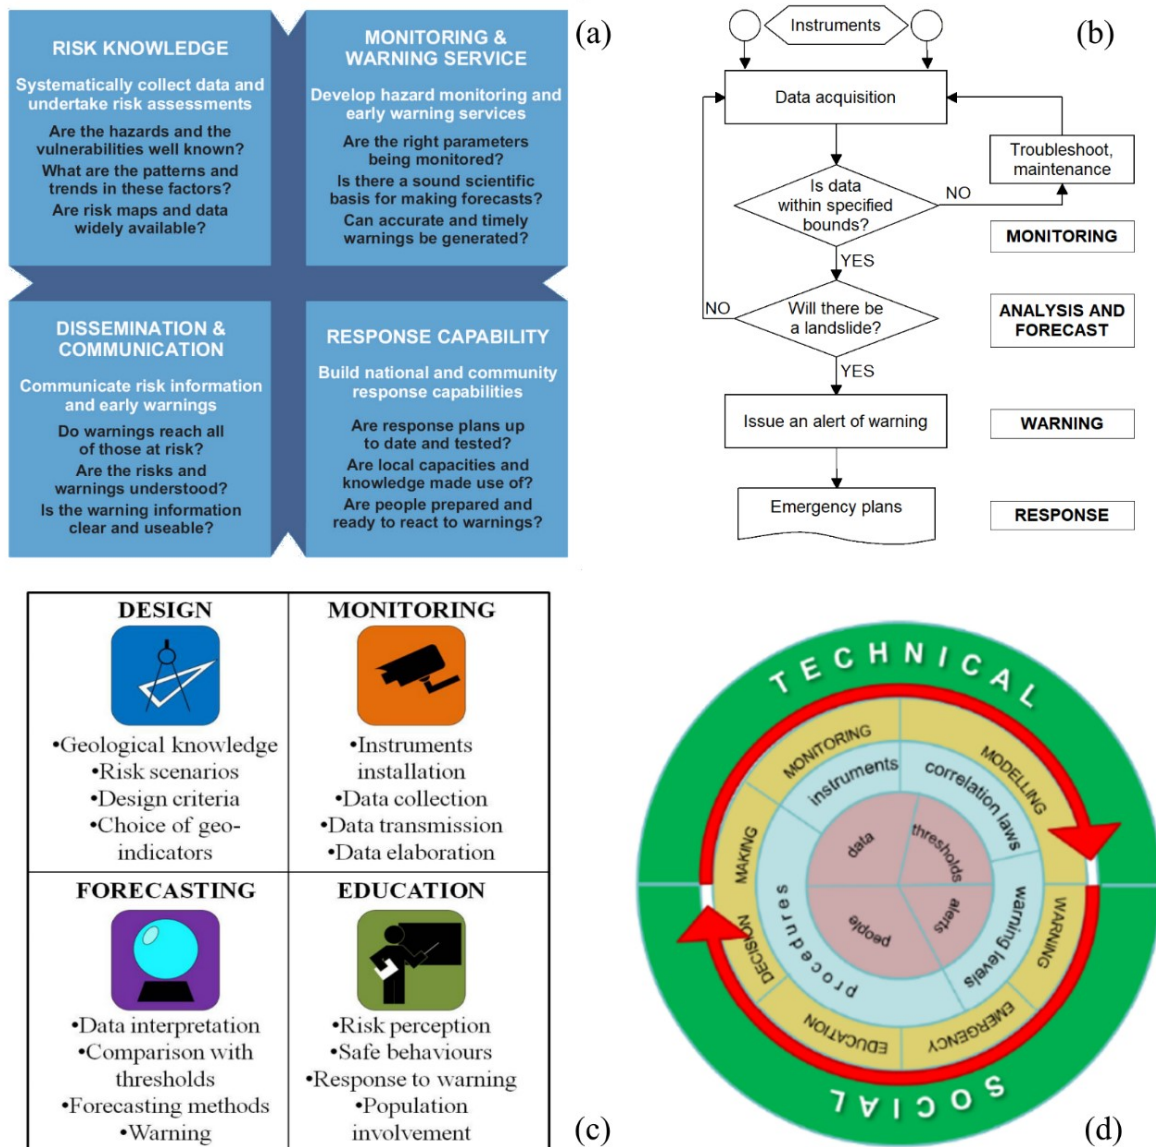 RISK KNOWLEDGE
Systematically collect data and
undertake risk assessments
Are the hazards and the
vulnerabilities well known?
What are the patterns and
trends in these factors?
Are risk maps and data
widely available?
MONITORING &
WARNING SERVICE
Develop hazard monitoring and
early warning services
Are the right parameters
being monitored?
Is there a sound scientific
basis for making forecasts?
Can accurate and timely
warnings be generated?
DISSEMINATION &
COMMUNICATION
Communicate risk information
and early warnings
Do warnings reach all
of those at risk?
Are the risks and
warnings understood?
Is the warning information
clear and useable?
RESPONSE CAPABILITY
Build national and community
response capabilities
Are response plans up
to date and tested?
Are local capacities and
knowledge made use of?
Are people prepared and
ready to react to warnings?
(a)
Instruments
(b)
Data acquisition
Troubleshoot,
maintenance
Is data
within specified
bounds?
NO
MONITORING
YES
NO
Will there be
a landslide?
ANALYSIS AND
FORECAST
YES
Issue an alert of warning
WARNING
Emergency plans
RESPONSE
DESIGN
•Geological knowledge
•Risk scenarios
•Design criteria
•Choice of geo-
indicators
MONITORING
•Instruments
installation
•Data collection
•Data transmission
•Data elaboration
FORECASTING
•Data interpretation
•Comparison with
thresholds
•Forecasting methods
•Warning
EDUCATION
•Risk perception
•Safe behaviours
•Response to warning
•Population
involvement
(c)
TECHNICAL
MONITORING
MODELLING
instruments
correlation laws
data
thresholds
people
alerts
procedures
warning levels
DECISION MAKING
WARNING
EDUCATION
EMERGENCY
SOCIAL
(d)